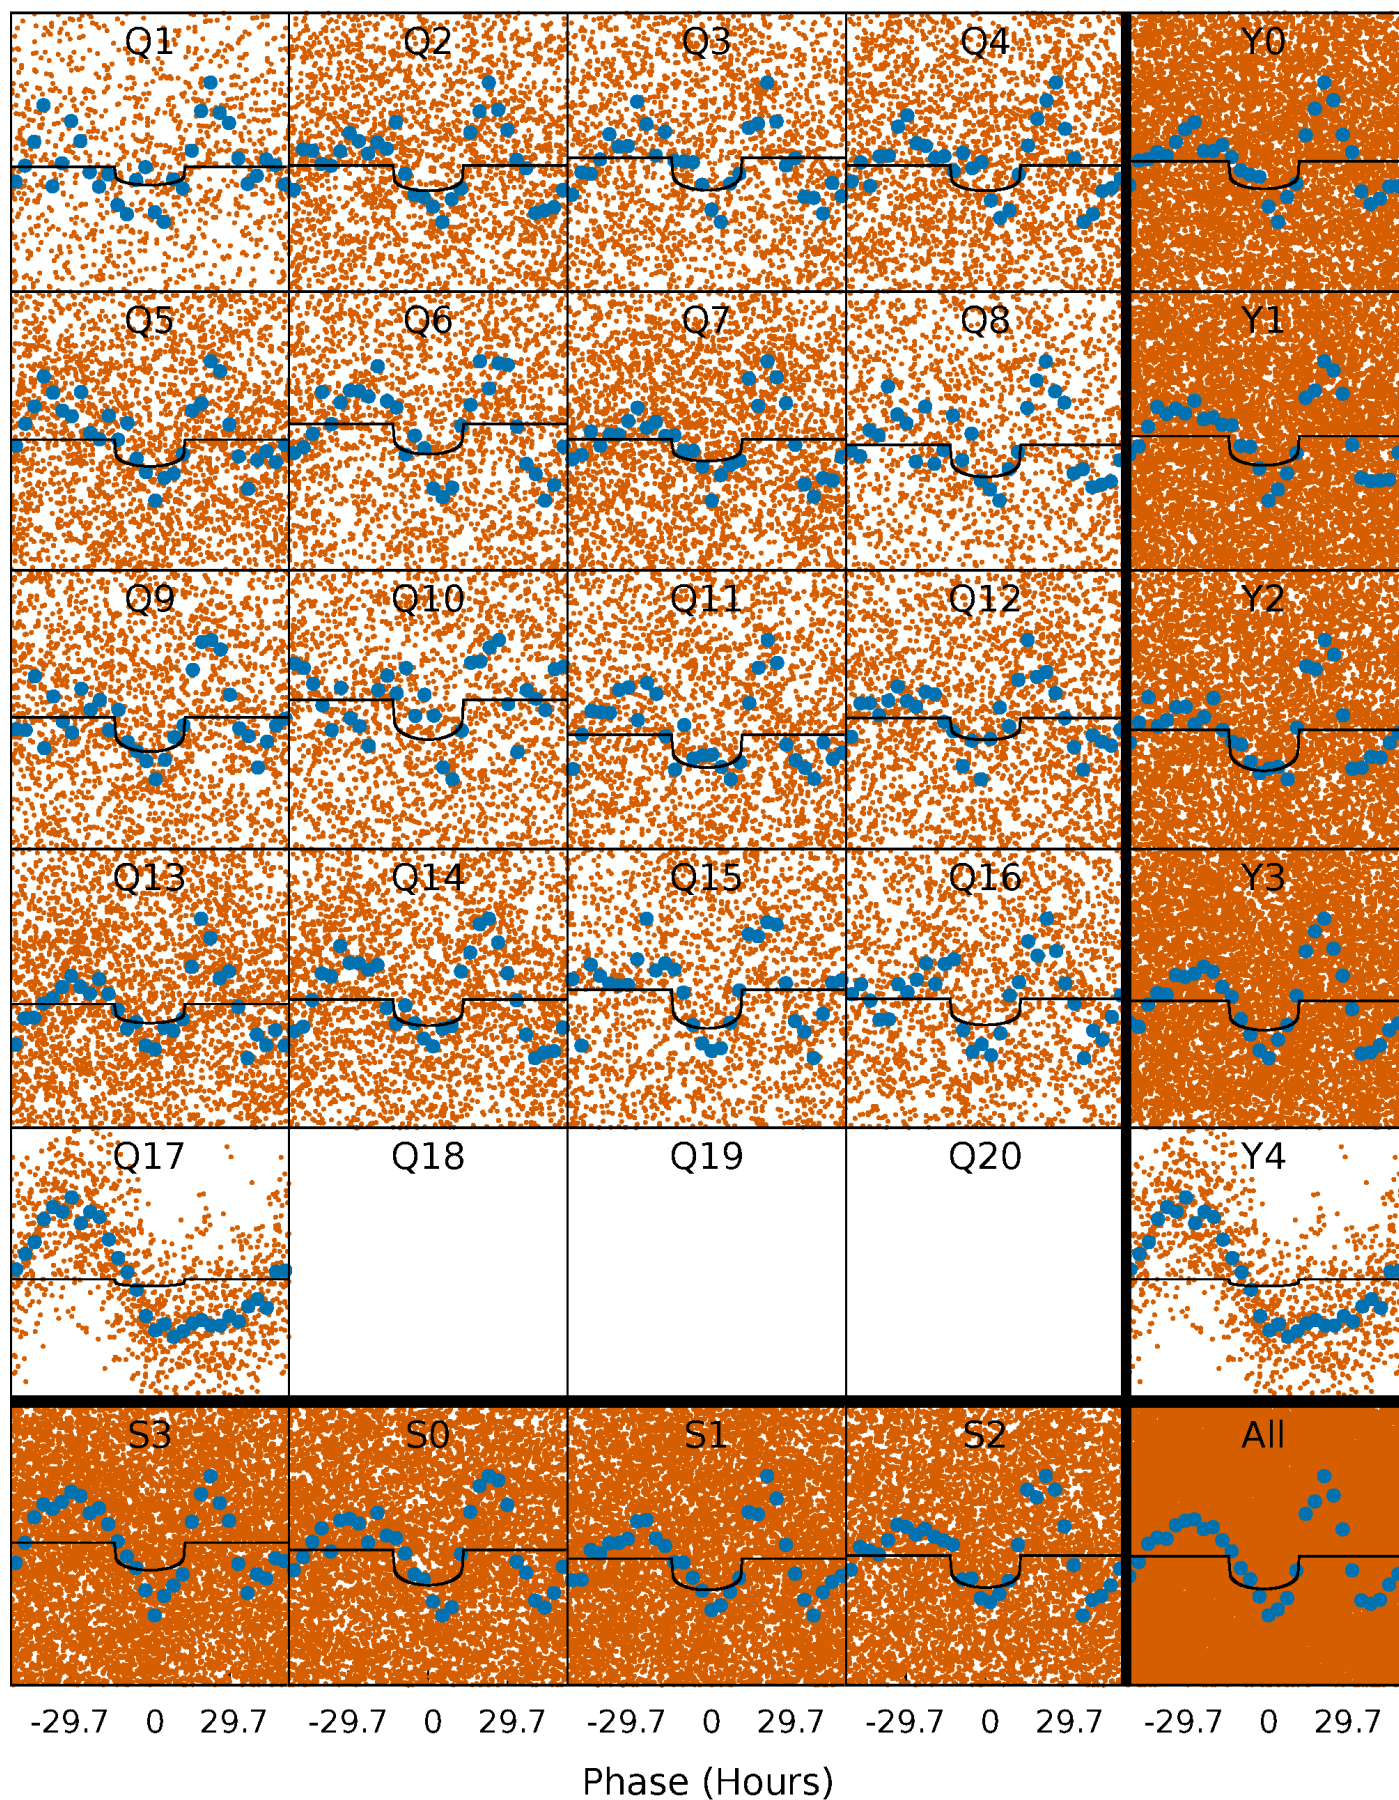 Q1 Q2 Q3 Q4 Y0
Q5 Q6 Q7 Q8 Y1
Q9 Q10 Q11 Q12 Y2
Q13 Q14 Q15 Q16 Y3
Q17 Q18 Q19 Q20 Y4
S3 S0 S1 S2 All
-29.7 0 29.7 -29.7 0 29.7 -29.7 0 29.7 -29.7 0 29.7 -29.7 0 29.7
Phase (Hours)